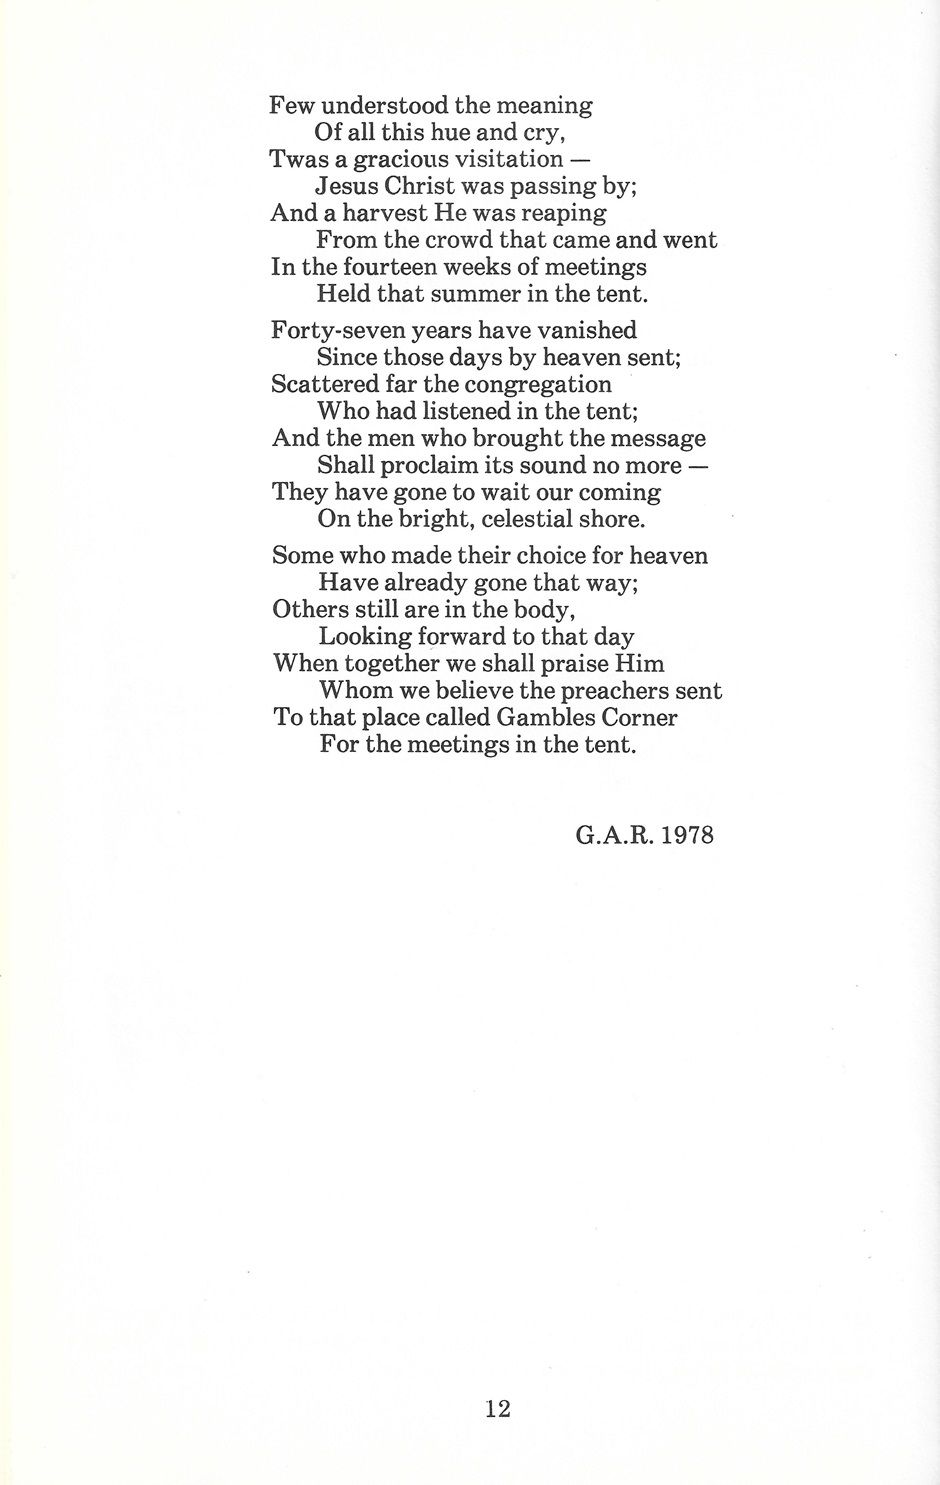 Few understood the meaning
Of all this hue and cry,
Twas a gracious visitation —
Jesus Christ was passing by;
And a harvest He was reaping
From the crowd that came and went
In the fourteen weeks of meetings
Held that summer in the tent.
Forty-seven years have vanished
Since those days by heaven sent;
Scattered far the congregation
Who had listened in the tent;
And the men who brought the message
Shall proclaim its sound no more —
They have gone to wait our coming
On the bright, celestial shore.
Some who made their choice for heaven
Have already gone that way;
Others still are in the body,
Looking forward to that day
When together we shall praise Him
Whom we believe the preachers sent
To that place called Gambles Corner
For the meetings in the tent.
G.A.R. 1978
12